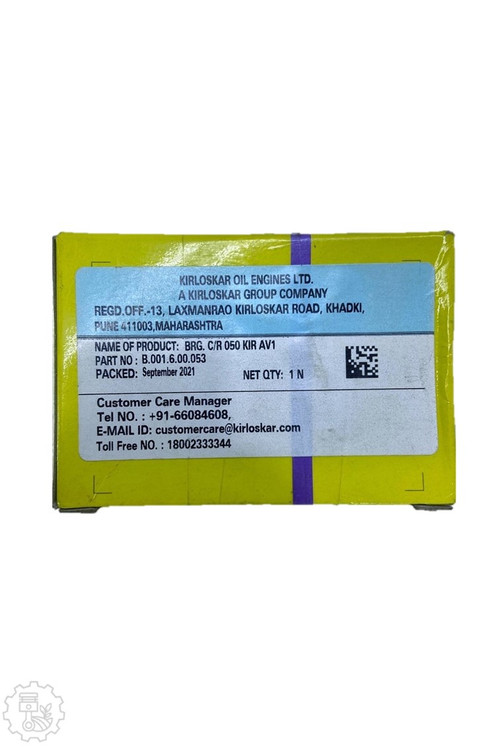 KIRLOSKAR OIL ENGINES LTD.
A KIRLOSKAR GROUP COMPANY
REGD.OFF.-13, LAXMANRAO KIRLOSKAR ROAD, KHADKI,
PUNE 411003,MAHARASHTRA
NAME OF PRODUCT: BRG. C/R 050 KIR AV1
PART NO : B.001.6.00.053
PACKED: September 2021 NET QTY: 1 N
Customer Care Manager
Tel NO. : +91-66084608,
E-MAIL ID: customercare@kirloskar.com
Toll Free NO. : 18002333344